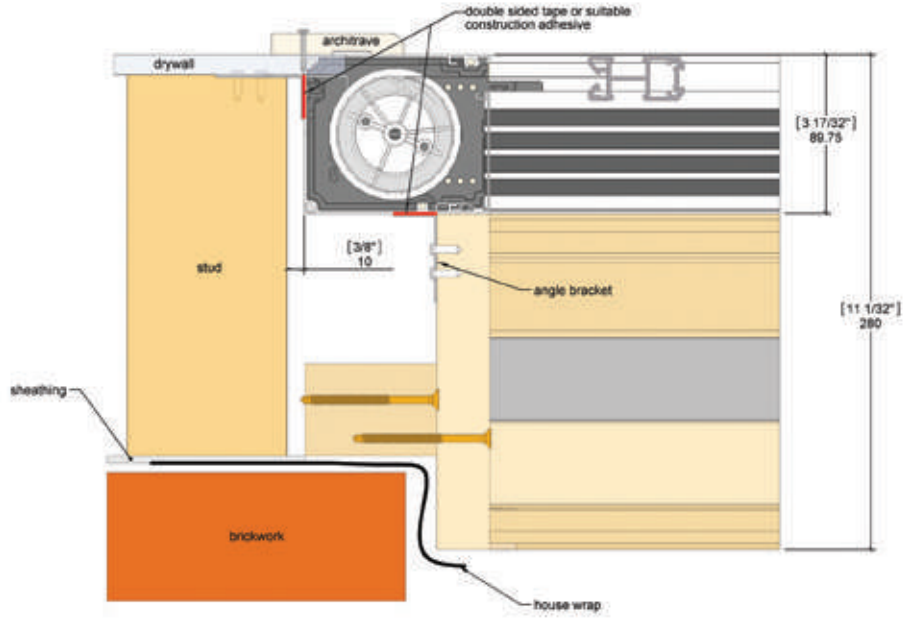 double sided tape or suitable
construction adhesive
architrave
drywall
[3 17/32"]
89.75
[3/8"]
10
stud
angle bracket
[11 1/32"]
280
sheathing
brickwork
house wrap